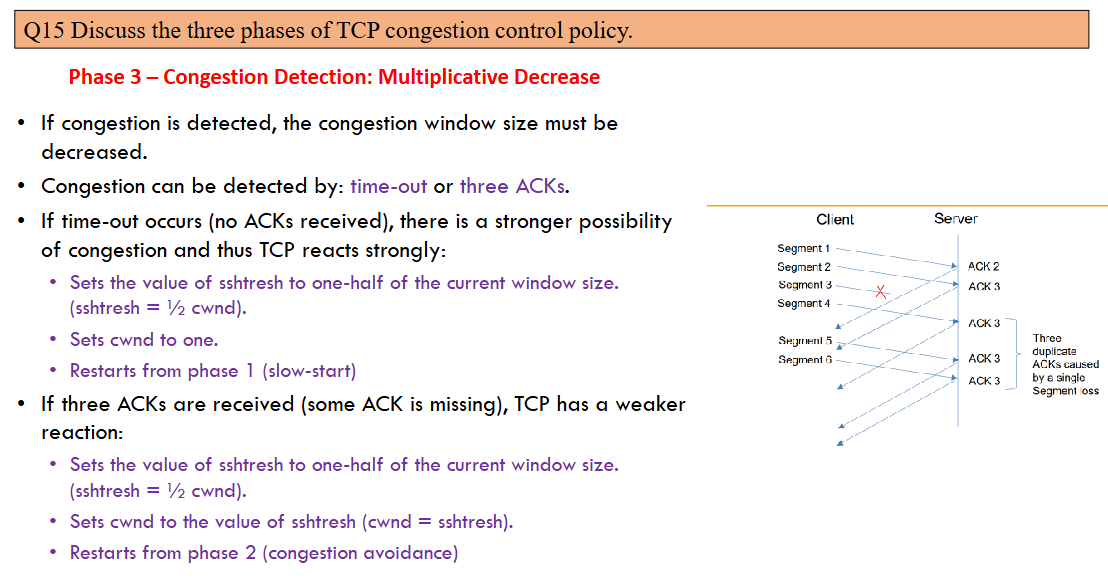 Q15 Discuss the three phases of TCP congestion control policy.
Phase 3 – Congestion Detection: Multiplicative Decrease
• If congestion is detected, the congestion window size must be
decreased.
• Congestion can be detected by: time-out or three ACKs.
• If time-out occurs (no ACKs received), there is a stronger possibility
of congestion and thus TCP reacts strongly:
• Sets the value of sshtresh to one-half of the current window size.
(sshtresh = ½ cwnd).
• Sets cwnd to one.
• Restarts from phase 1 (slow-start)
• If three ACKs are received (some ACK is missing), TCP has a weaker
reaction:
• Sets the value of sshtresh to one-half of the current window size.
(sshtresh = ½ cwnd).
• Sets cwnd to the value of sshtresh (cwnd = sshtresh).
• Restarts from phase 2 (congestion avoidance)
Client
Server
Segment 1
Segment 2
Segment 3
Segment 4
Segment 5
Segment 6
X
ACK 2
ACK 3
ACK 3
ACK 3
ACK 3
Three
duplicate
ACKs caused
by a single
Segment loss